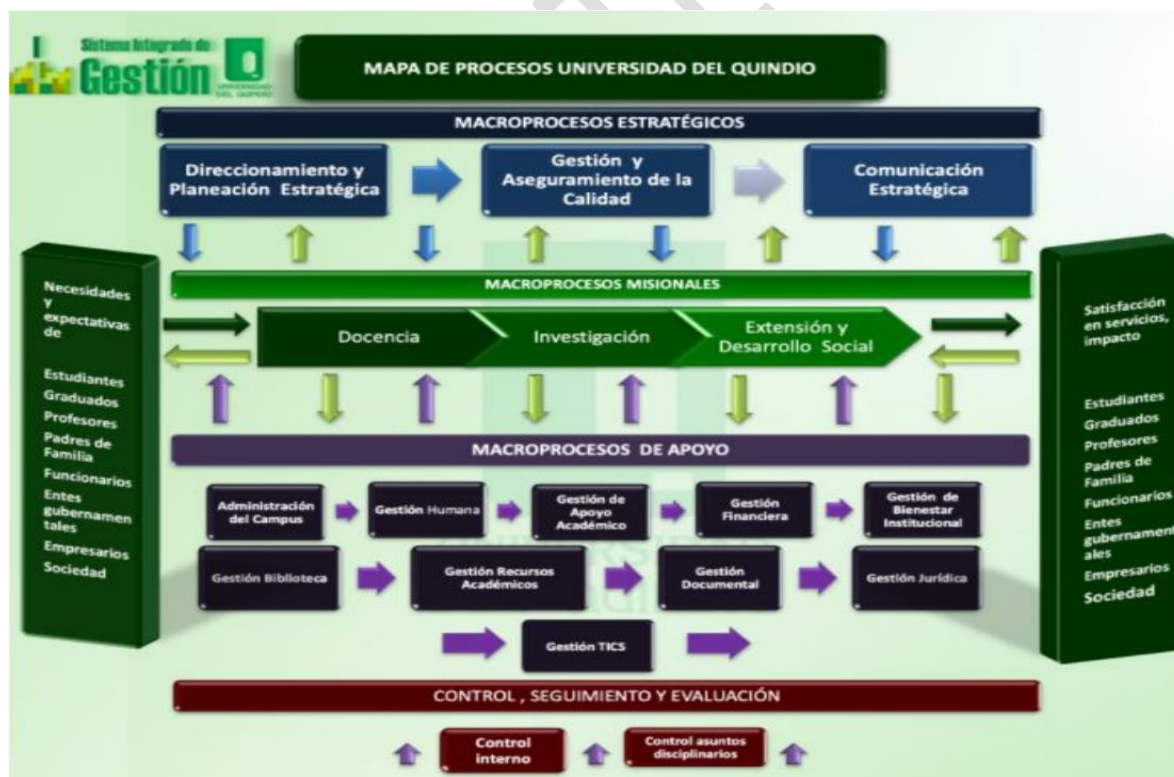 Sistema Integrado de
Gestión
UNIVERSIDAD
DEL QUINDÍO
MAPA DE PROCESOS UNIVERSIDAD DEL QUINDIO
MACROPROCESOS ESTRATÉGICOS
Direccionamiento y
Planeación Estratégica
Gestión y
Aseguramiento de la
Calidad
Comunicación
Estratégica
MACROPROCESOS MISIONALES
Necesidades
y
expectativas
de
Estudiantes
Graduados
Profesores
Padres de
Familia
Funcionarios
Entes
gubernamen
tales
Empresarios
Sociedad
Docencia
Investigación
Extensión y
Desarrollo Social
Satisfacción
en servicios,
impacto
Estudiantes
Graduados
Profesores
Padres de
Familia
Funcionarios
Entes
gubernament
ales
Empresarios
Sociedad
MACROPROCESOS DE APOYO
Administración
del Campus
Gestión Humana
Gestión de
Apoyo
Académico
Gestión
Financiera
Gestión de
Bienestar
Institucional
Gestión Biblioteca
Gestión Recursos
Académicos
Gestión
Documental
Gestión Jurídica
Gestión TICS
CONTROL , SEGUIMIENTO Y EVALUACIÓN
Control
interno
Control asuntos
disciplinarios